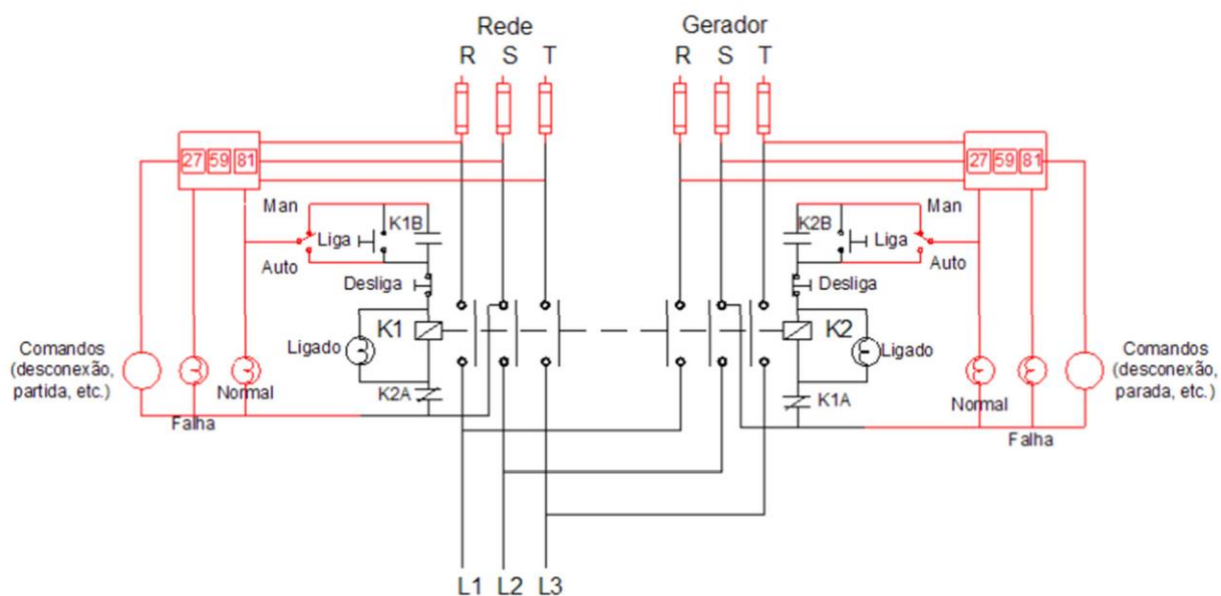 Rede
Gerador
R S T
R S T
27 59 81
27 59 81
Man
K1B
Liga
Auto
Desliga
K2B
Man
Liga
Auto
Desliga
K1
Ligado
K2
Ligado
Comandos
(desconexão,
partida, etc.)
Normal
K2A
Falha
Comandos
(desconexão,
parada, etc.)
K1A
Normal
Falha
L1 L2 L3